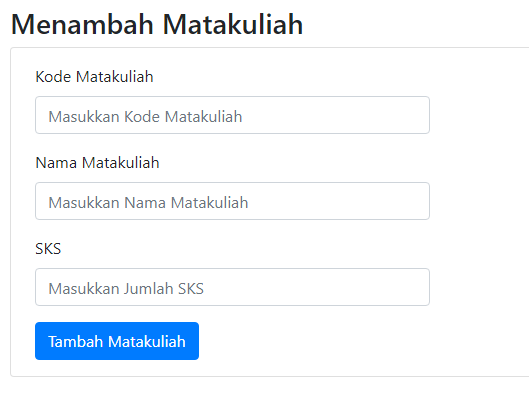 Menambah Matakuliah
Kode Matakuliah
Masukkan Kode Matakuliah
Nama Matakuliah
Masukkan Nama Matakuliah
SKS
Masukkan Jumlah SKS
Tambah Matakuliah